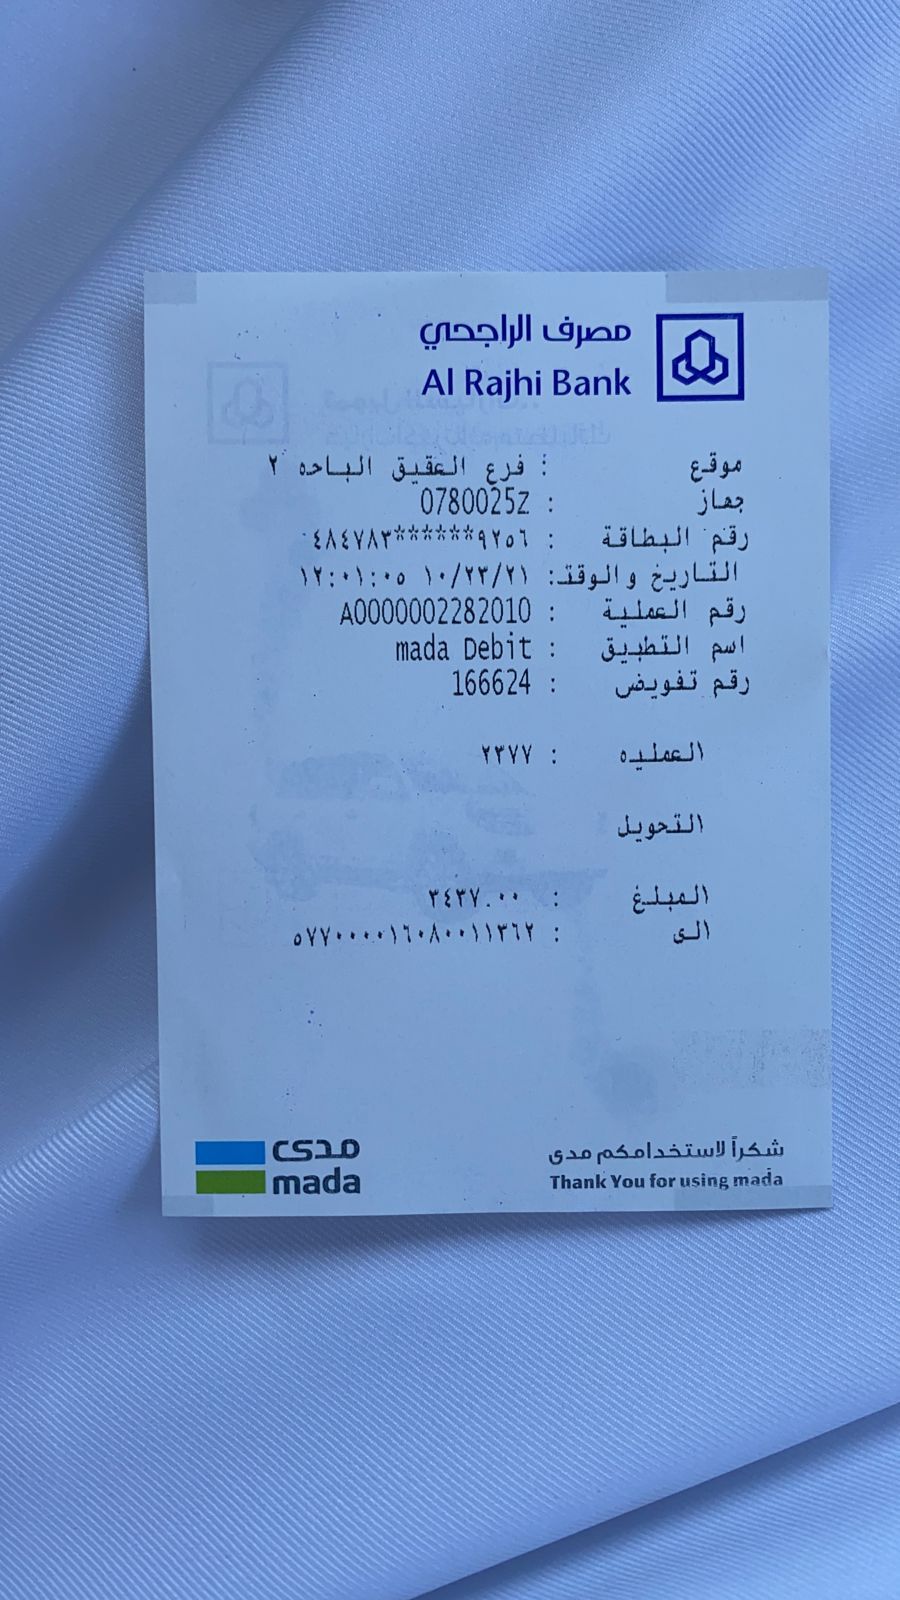 مصرف الراجحي
Al Rajhi Bank
موقع : فرع العقيق الباحه ٢
جهاز : 0780025Z
رقم البطاقة : ٤٨٤٧٨٣******٩٢٥٦
التاريخ والوقت: ١٠/٢٣/٢١ ١٢:٠١:٠٥
رقم العملية : A0000002282010
اسم التطبيق : mada Debit
رقم تفويض : 166624
العمليه : ٢٣٧٧
التحويل
المبلغ : ٣٤٣٧.٠٠
الى : ٥٧٧٠٠٠٠١٦٠٨٠٠١١٣٦٢
مدى
mada
شكراً لاستخدامكم مدى
Thank You for using mada